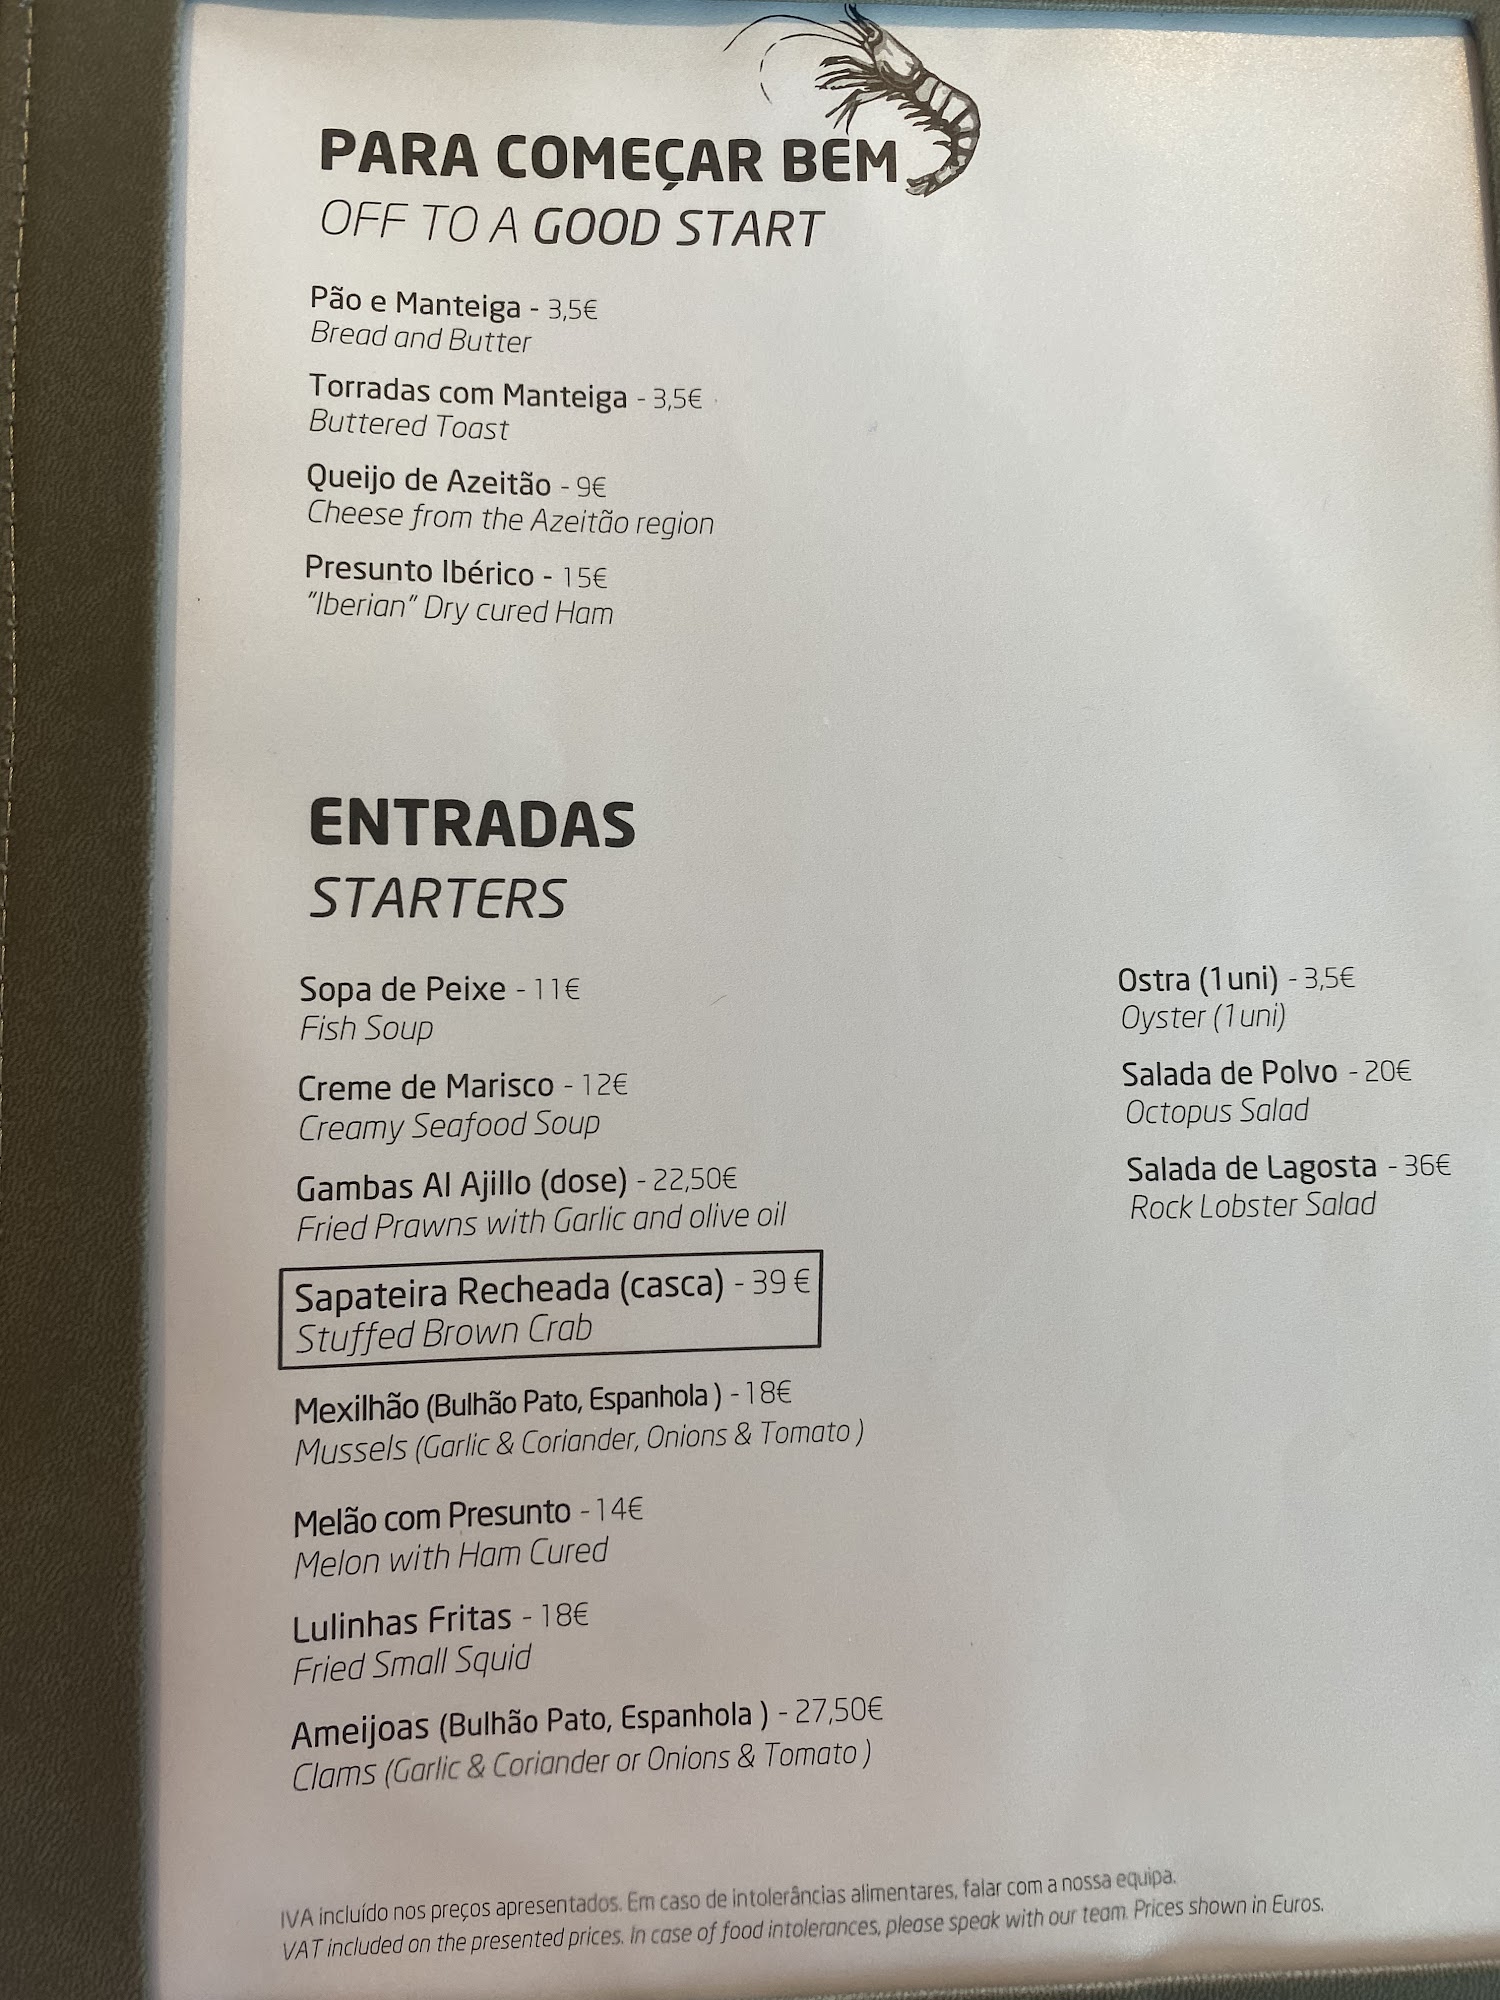 PARA COMEÇAR BEM
OFF TO A GOOD START
Pão e Manteiga - 3,5€
Bread and Butter
Torradas com Manteiga - 3,5€
Buttered Toast
Queijo de Azeitão - 9€
Cheese from the Azeitão region
Presunto Ibérico - 15€
"Iberian" Dry cured Ham
ENTRADAS
STARTERS
Sopa de Peixe - 11€
Fish Soup
Creme de Marisco - 12€
Creamy Seafood Soup
Gambas Al Ajillo (dose) - 22,50€
Fried Prawns with Garlic and olive oil
Sapateira Recheada (casca) - 39 €
Stuffed Brown Crab
Mexilhão (Bulhão Pato, Espanhola ) - 18€
Mussels (Garlic & Coriander, Onions & Tomato )
Melão com Presunto - 14€
Melon with Ham Cured
Lulinhas Fritas - 18€
Fried Small Squid
Ameijoas (Bulhão Pato, Espanhola ) - 27,50€
Clams (Garlic & Coriander or Onions & Tomato )
Ostra (1uni) - 3,5€
Oyster (1uni)
Salada de Polvo - 20€
Octopus Salad
Salada de Lagosta - 36€
Rock Lobster Salad
IVA incluído nos preços apresentados. Em caso de intolerâncias alimentares, falar com a nossa equipa.
VAT included on the presented prices. In case of food intolerances, please speak with our team. Prices shown in Euros.